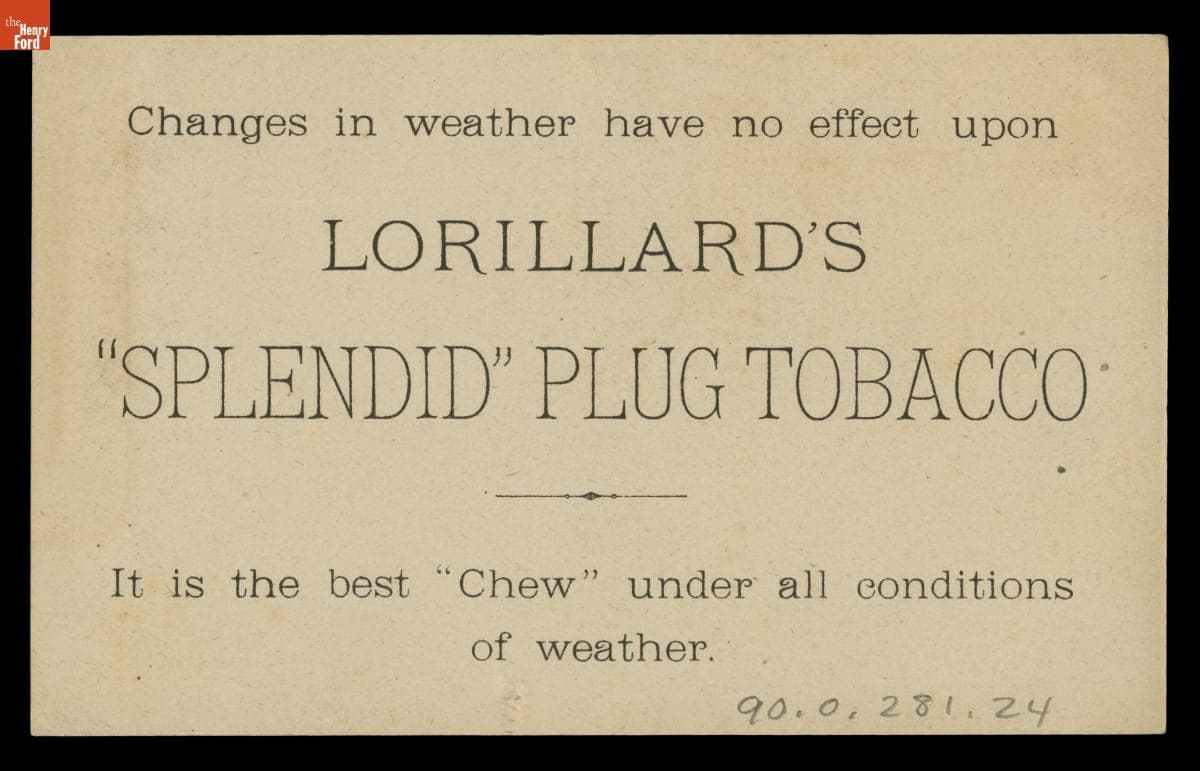 the
Henry
Ford
Changes in weather have no effect upon
LORILLARD'S
"SPLENDID" PLUG TOBACCO
It is the best "Chew" under all conditions
of weather.
90.0.281.24